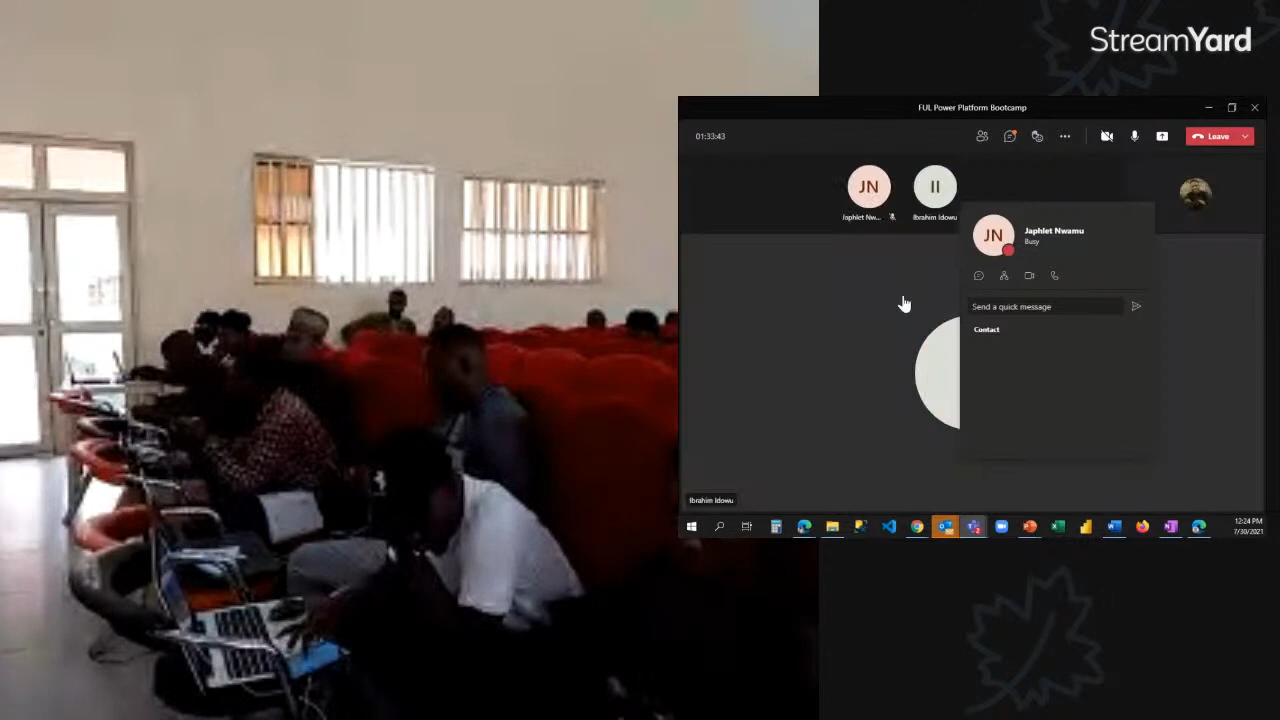 StreamYard
FUL Power Platform Bootcamp
01:33:43
Leave
JN
II
Japhlet Nw...
Ibrahim Idowu
JN
Japhlet Nwamu
Busy
Send a quick message
Contact
Ibrahim Idowu
12:24 PM
7/30/2021